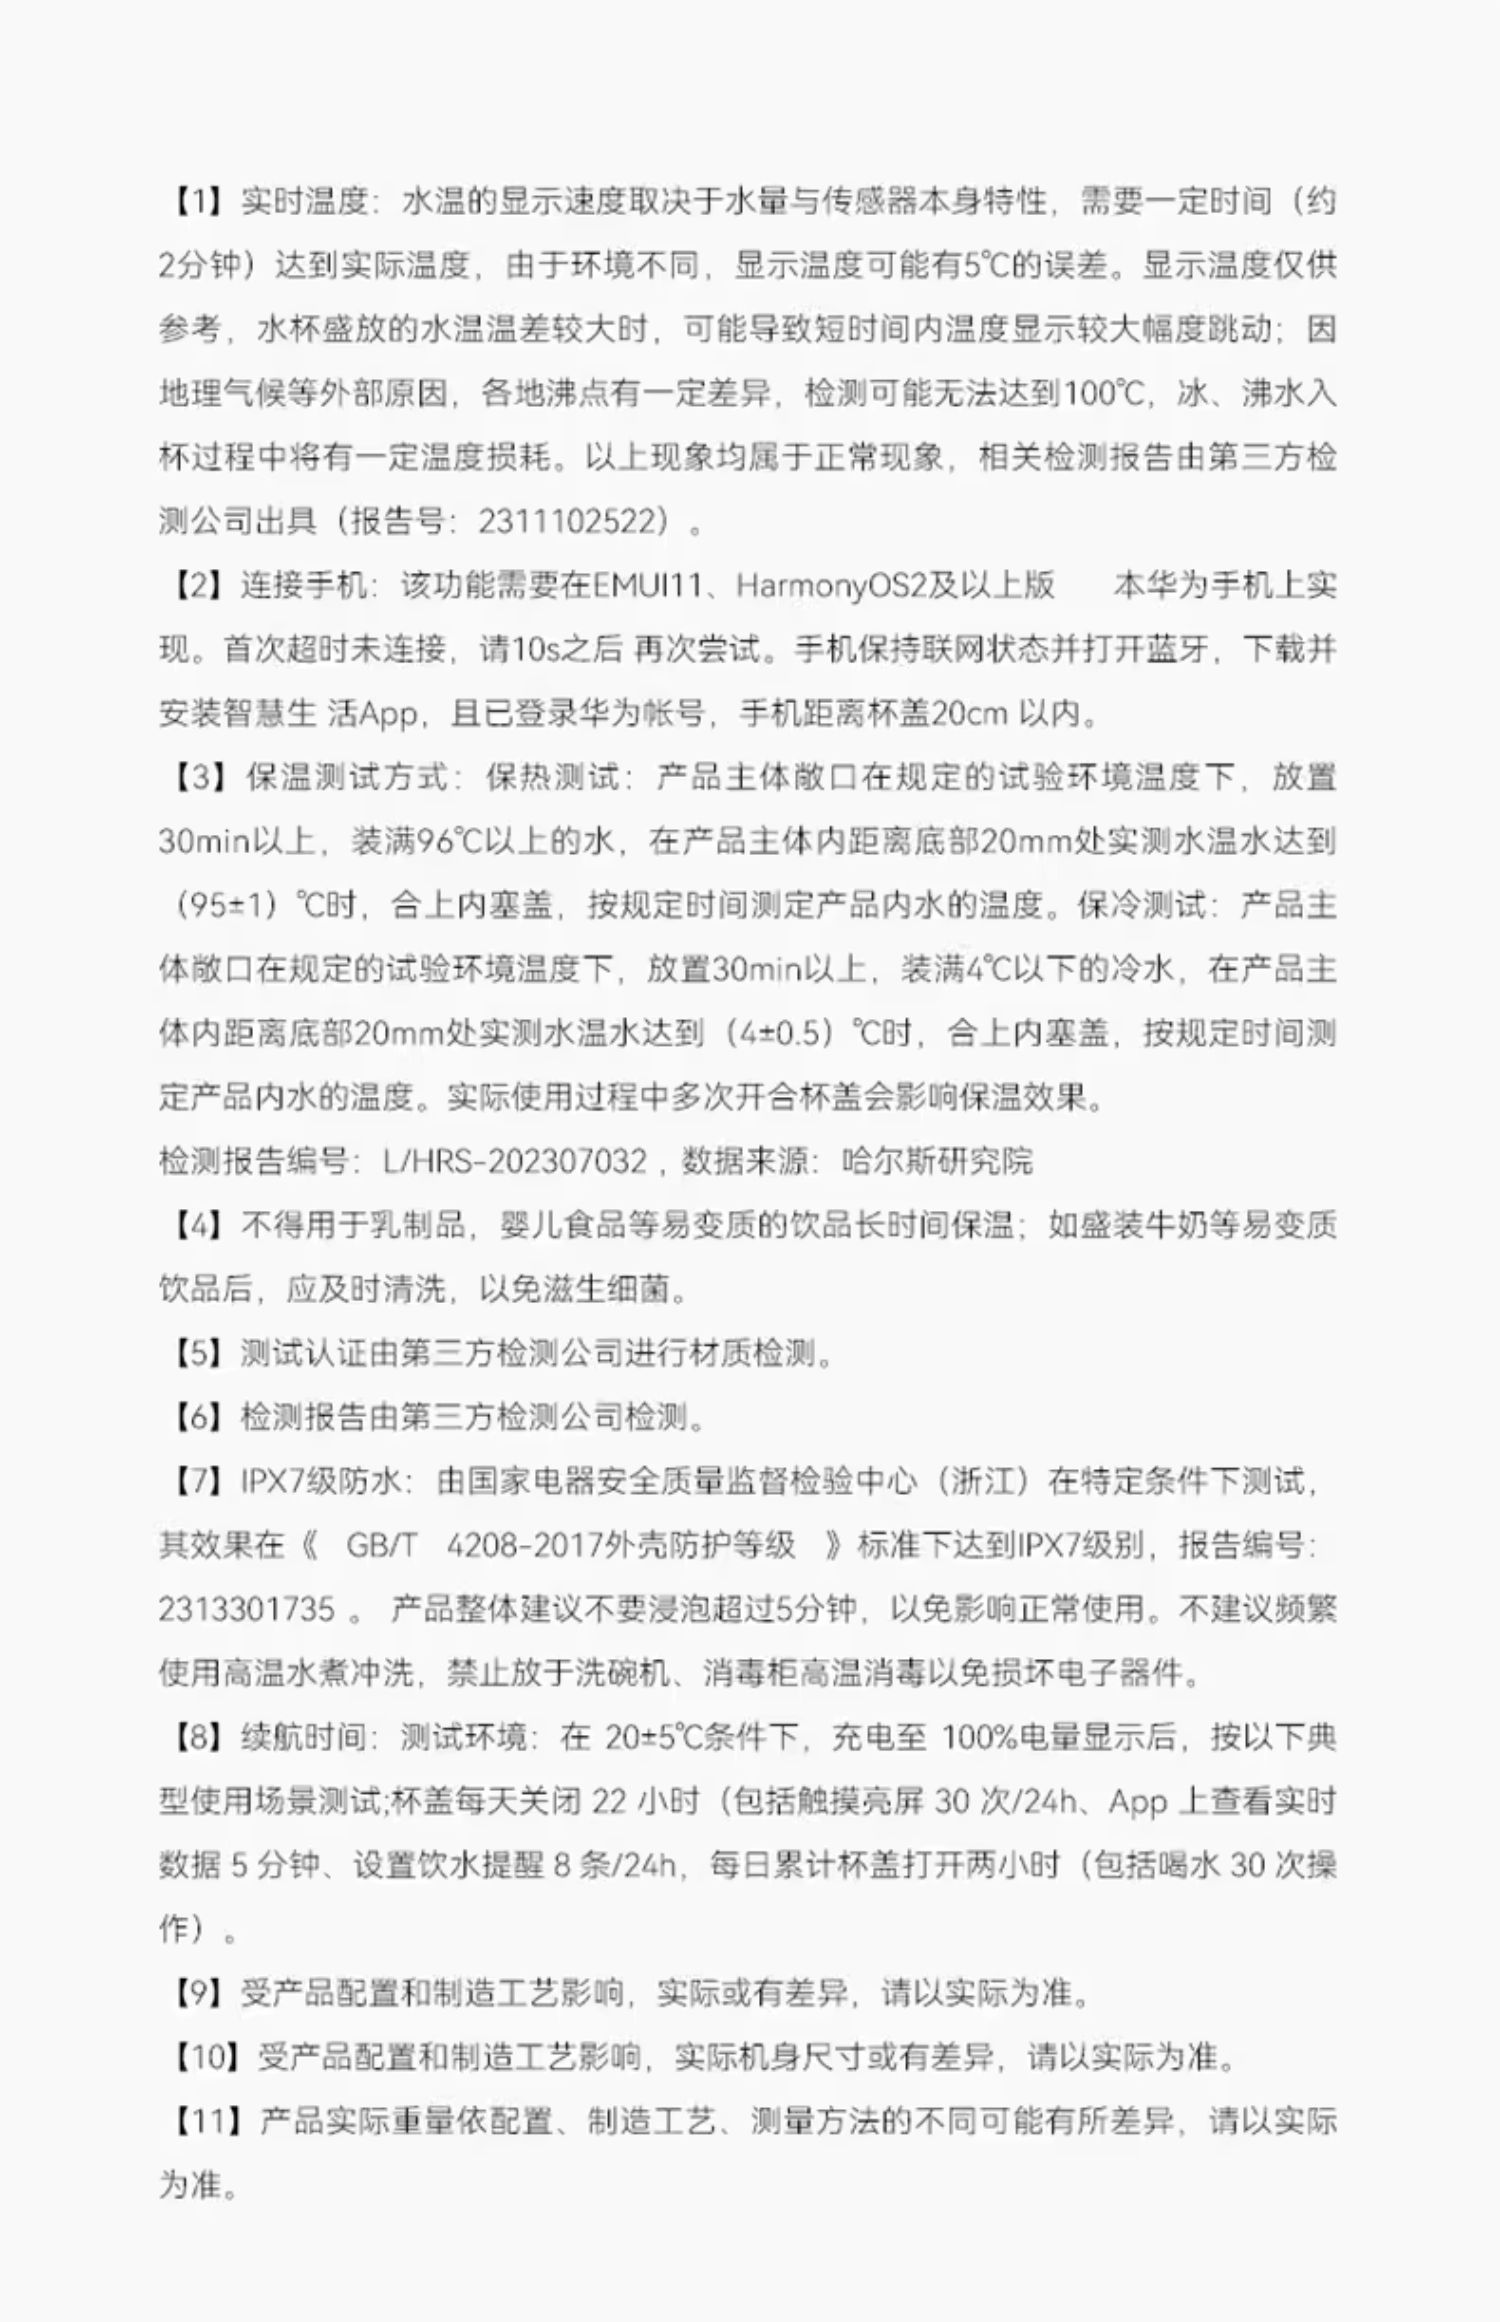 【1】实时温度：水温的显示速度取决于水量与传感器本身特性，需要一定时间（约
2分钟）达到实际温度，由于环境不同，显示温度可能有5℃的误差。显示温度仅供
参考，水杯盛放的水温温差较大时，可能导致短时间内温度显示较大幅度跳动；因
地理气候等外部原因，各地沸点有一定差异，检测可能无法达到100℃，冰、沸水入
杯过程中将有一定温度损耗。以上现象均属于正常现象，相关检测报告由第三方检
测公司出具（报告号：2311102522）。
【2】连接手机：该功能需要在EMUI11、HarmonyOS2及以上版 本华为手机上实
现。首次超时未连接，请10s之后 再次尝试。手机保持联网状态并打开蓝牙，下载并
安装智慧生 活App，且已登录华为帐号，手机距离杯盖20cm 以内。
【3】保温测试方式：保热测试：产品主体敞口在规定的试验环境温度下，放置
30min以上，装满96℃以上的水，在产品主体内距离底部20mm处实测水温水达到
（95±1）℃时，合上内塞盖，按规定时间测定产品内水的温度。保冷测试：产品主
体敞口在规定的试验环境温度下，放置30min以上，装满4℃以下的冷水，在产品主
体内距离底部20mm处实测水温水达到（4±0.5）℃时，合上内塞盖，按规定时间测
定产品内水的温度。实际使用过程中多次开合杯盖会影响保温效果。
检测报告编号：L/HRS-202307032，数据来源：哈尔斯研究院
【4】不得用于乳制品，婴儿食品等易变质的饮品长时间保温；如盛装牛奶等易变质
饮品后，应及时清洗，以免滋生细菌。
【5】测试认证由第三方检测公司进行材质检测。
【6】检测报告由第三方检测公司检测。
【7】IPX7级防水：由国家电器安全质量监督检验中心（浙江）在特定条件下测试，
其效果在《 GB/T 4208-2017外壳防护等级 》标准下达到IPX7级别，报告编号：
2313301735 。 产品整体建议不要浸泡超过5分钟，以免影响正常使用。不建议频繁
使用高温水煮冲洗，禁止放于洗碗机、消毒柜高温消毒以免损坏电子器件。
【8】续航时间：测试环境：在 20±5℃条件下，充电至 100%电量显示后，按以下典
型使用场景测试;杯盖每天关闭 22 小时（包括触摸亮屏 30 次/24h、App 上查看实时
数据 5 分钟、设置饮水提醒 8 条/24h，每日累计杯盖打开两小时（包括喝水 30 次操
作）。
【9】受产品配置和制造工艺影响，实际或有差异，请以实际为准。
【10】受产品配置和制造工艺影响，实际机身尺寸或有差异，请以实际为准。
【11】产品实际重量依配置、制造工艺、测量方法的不同可能有所差异，请以实际
为准。